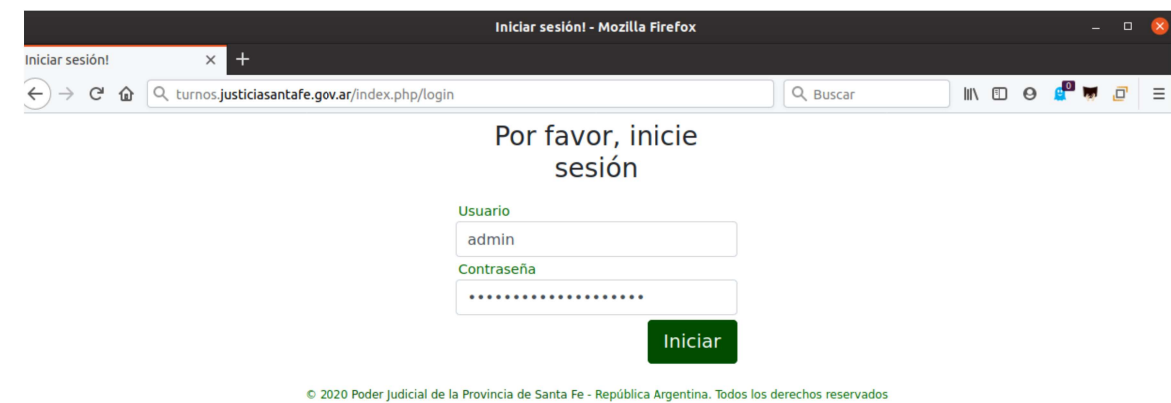 Iniciar sesión! - Mozilla Firefox
Iniciar sesión!
turnos.justiciasantafe.gov.ar/index.php/login
Buscar
0
Por favor, inicie
sesión
Usuario
admin
Contraseña
••••••••••••••••••••
Iniciar
© 2020 Poder Judicial de la Provincia de Santa Fe - República Argentina. Todos los derechos reservados